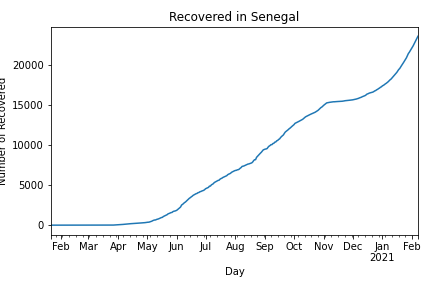 Recovered in Senegal
Number of Recovered
20000
15000
10000
5000
0
Feb Mar Apr May Jun Jul Aug Sep Oct Nov Dec Jan Feb
2021
Day